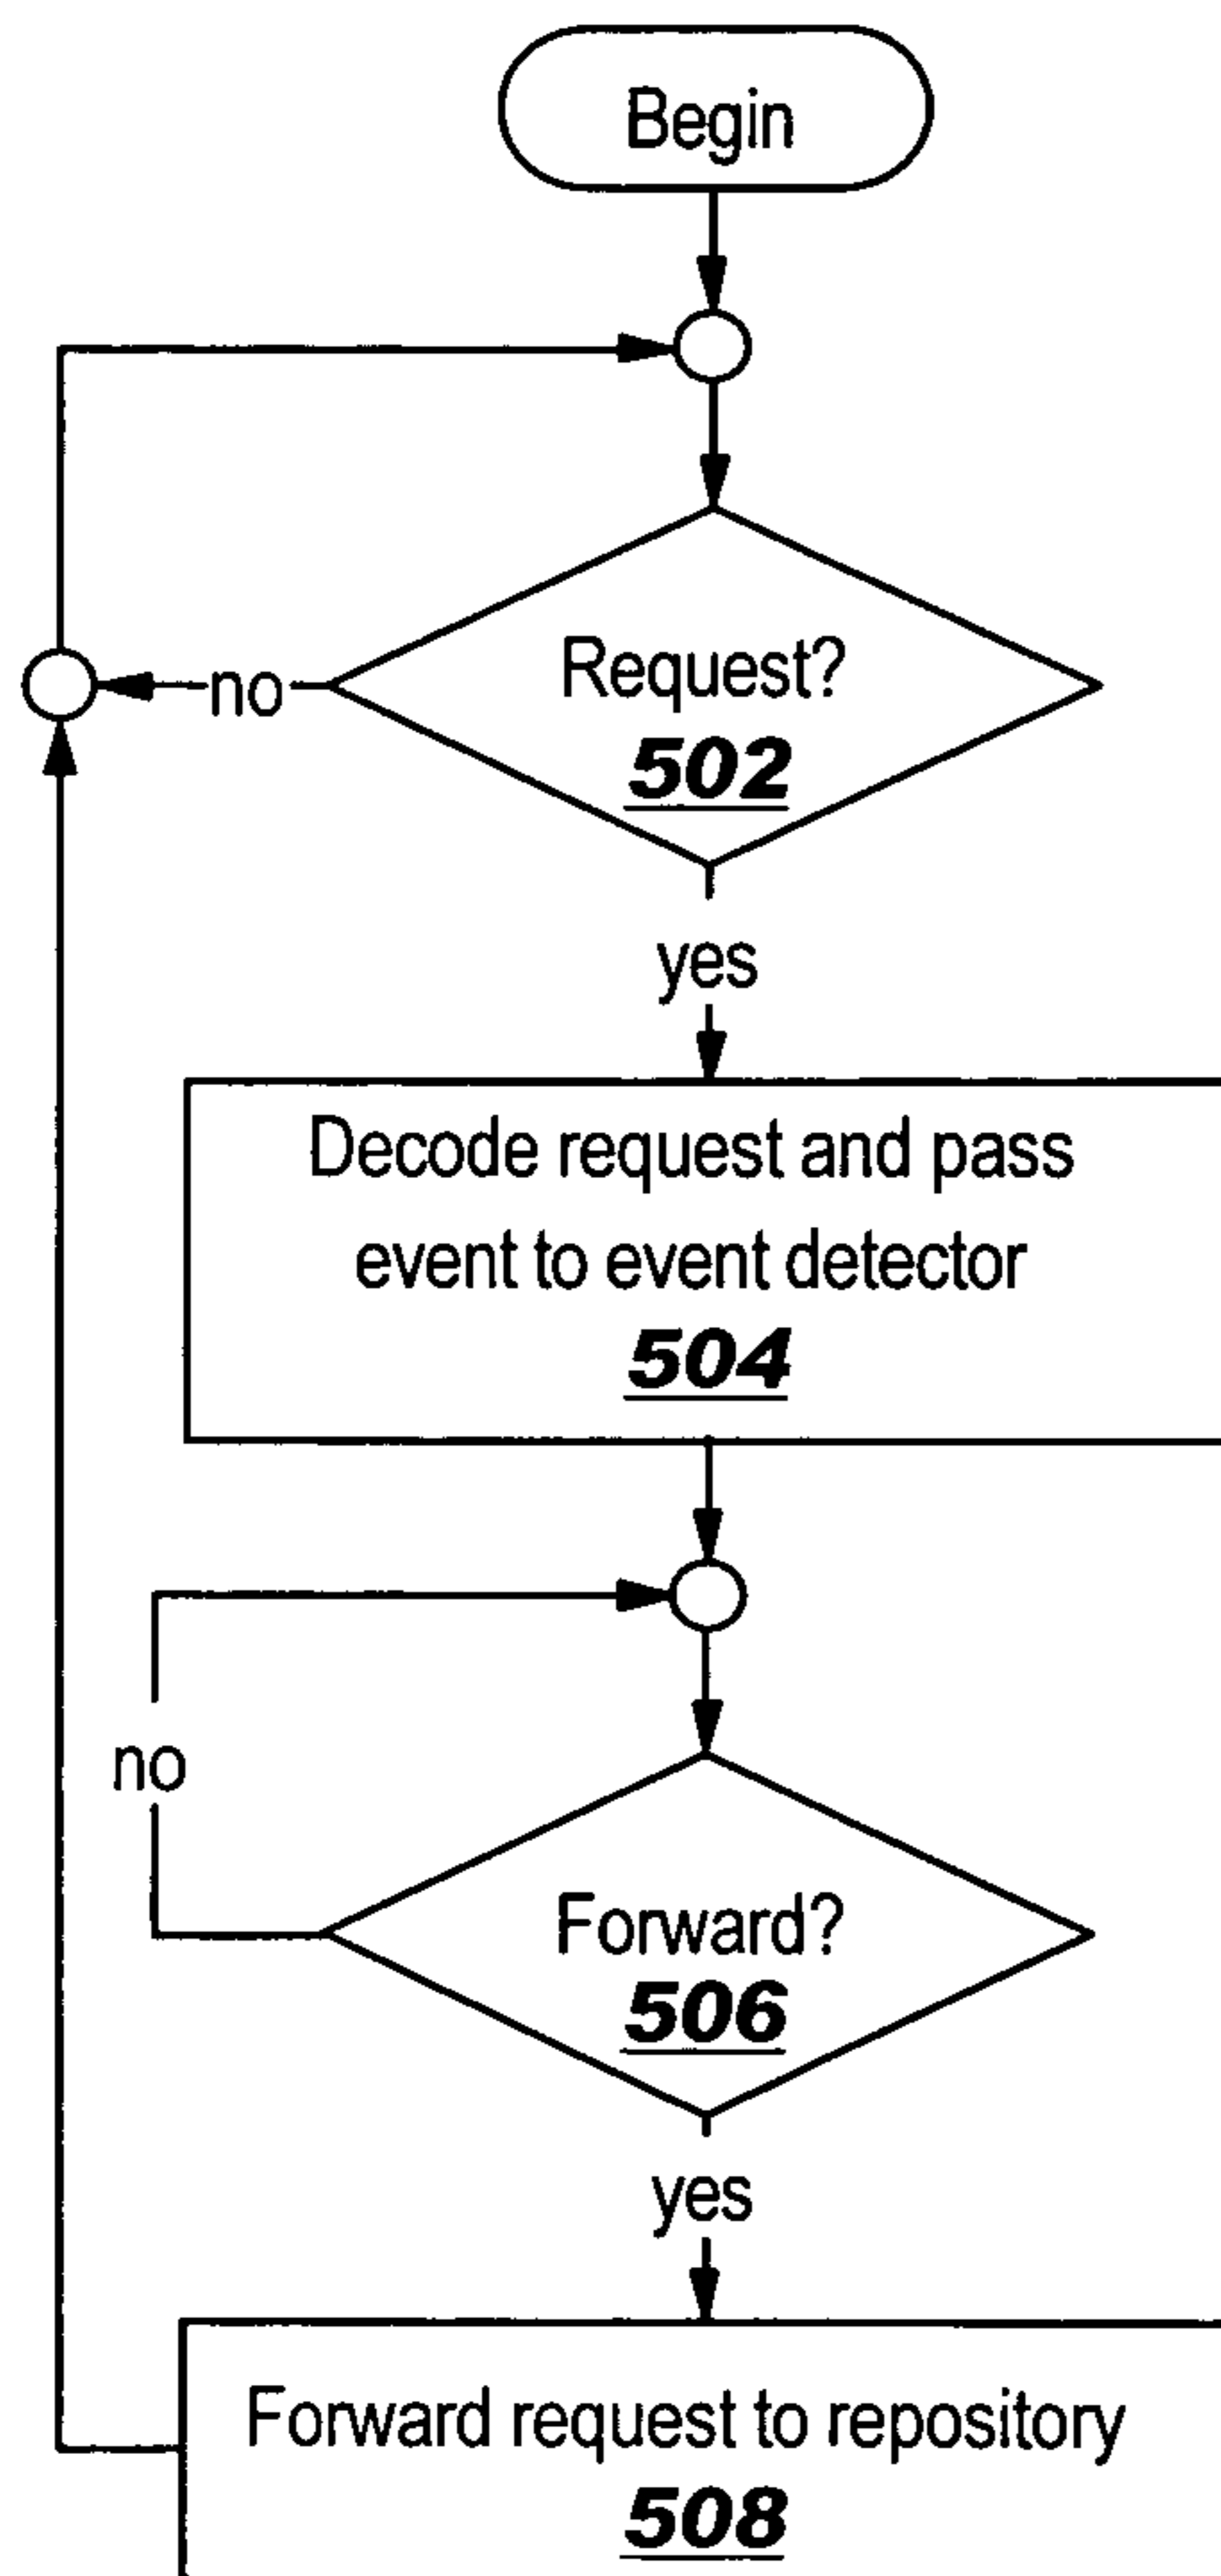 Begin
Request?
502
no
yes
Decode request and pass
event to event detector
504
no
Forward?
506
yes
Forward request to repository
508